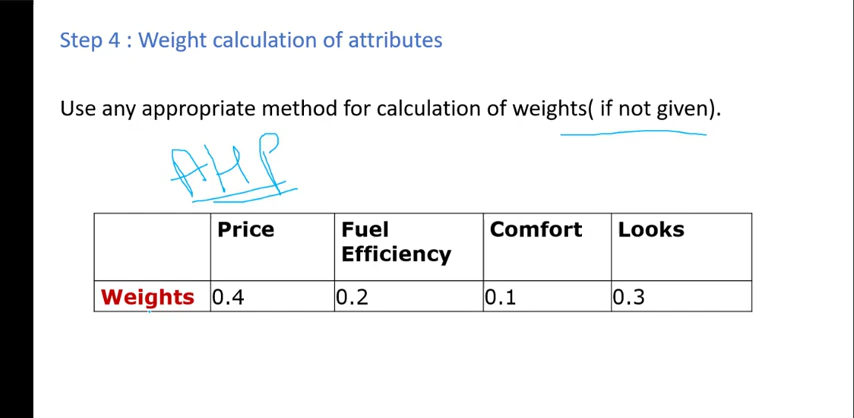 Step 4 : Weight calculation of attributes
Use any appropriate method for calculation of weights( if not given).
AHP
Price Fuel Efficiency Comfort Looks
Weights 0.4 0.2 0.1 0.3